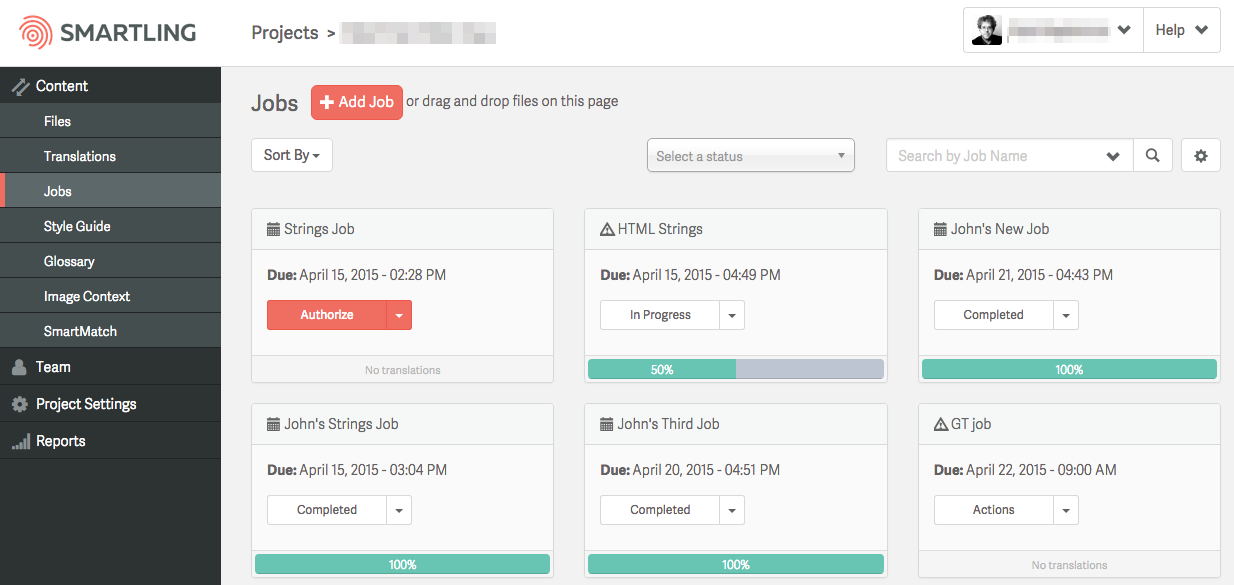 SMARTLING
Projects >
Help
Content
Files
Translations
Jobs
Style Guide
Glossary
Image Context
SmartMatch
Team
Project Settings
Reports
Jobs + Add Job or drag and drop files on this page
Sort By
Select a status
Search by Job Name
Strings Job
Due: April 15, 2015 - 02:28 PM
Authorize
No translations
HTML Strings
Due: April 15, 2015 - 04:49 PM
In Progress
50%
John's New Job
Due: April 21, 2015 - 04:43 PM
Completed
100%
John's Strings Job
Due: April 15, 2015 - 03:04 PM
Completed
100%
John's Third Job
Due: April 20, 2015 - 04:51 PM
Completed
100%
GT job
Due: April 22, 2015 - 09:00 AM
Actions
No translations